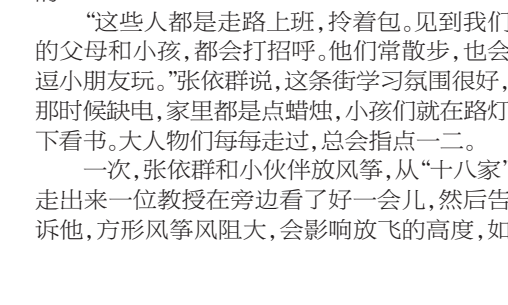 “这些人都是走路上班，拎着包。见到我们
的父母和小孩，都会打招呼。他们常散步，也会
逗小朋友玩。”张依群说，这条街学习氛围很好，
那时候缺电，家里都是点蜡烛，小孩们就在路灯
下看书。大人物们每每走过，总会指点一二。
一次，张依群和小伙伴放风筝，从“十八家”
走出来一位教授在旁边看了好一会儿，然后告
诉他，方形风筝风阻大，会影响放飞的高度，如